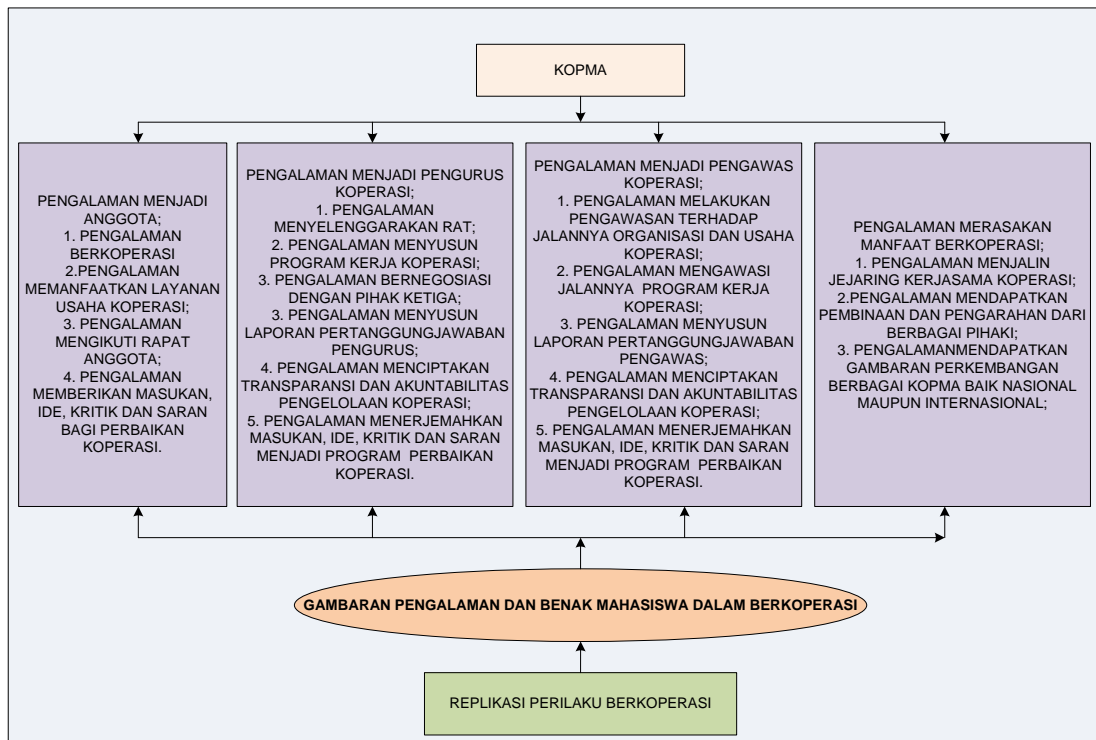 KOPMA
PENGALAMAN MENJADI
ANGGOTA;
1. PENGALAMAN
BERKOPERASI
2.PENGALAMAN
MEMANFAATKAN LAYANAN
USAHA KOPERASI;
3. PENGALAMAN
MENGIKUTI RAPAT
ANGGOTA;
4. PENGALAMAN
MEMBERIKAN MASUKAN,
IDE, KRITIK DAN SARAN
BAGI PERBAIKAN
KOPERASI.
PENGALAMAN MENJADI PENGURUS
KOPERASI;
1. PENGALAMAN
MENYELENGGARAKAN RAT;
2. PENGALAMAN MENYUSUN
PROGRAM KERJA KOPERASI;
3. PENGALAMAN BERNEGOSIASI
DENGAN PIHAK KETIGA;
3. PENGALAMAN MENYUSUN
LAPORAN PERTANGGUNGJAWABAN
PENGURUS;
4. PENGALAMAN MENCIPTAKAN
TRANSPARANSI DAN AKUNTABILITAS
PENGELOLAAN KOPERASI;
5. PENGALAMAN MENERJEMAHKAN
MASUKAN, IDE, KRITIK DAN SARAN
MENJADI PROGRAM  PERBAIKAN
KOPERASI.
PENGALAMAN MENJADI PENGAWAS
KOPERASI;
1. PENGALAMAN MELAKUKAN
PENGAWASAN TERHADAP
JALANNYA ORGANISASI DAN USAHA
KOPERASI;
2. PENGALAMAN MENGAWASI
JALANNYA  PROGRAM KERJA
KOPERASI;
3. PENGALAMAN MENYUSUN
LAPORAN PERTANGGUNGJAWABAN
PENGAWAS;
4. PENGALAMAN MENCIPTAKAN
TRANSPARANSI DAN AKUNTABILITAS
PENGELOLAAN KOPERASI;
5. PENGALAMAN MENERJEMAHKAN
MASUKAN, IDE, KRITIK DAN SARAN
MENJADI PROGRAM  PERBAIKAN
KOPERASI.
PENGALAMAN MERASAKAN
MANFAAT BERKOPERASI;
1. PENGALAMAN MENJALIN
JEJARING KERJASAMA KOPERASI;
2.PENGALAMAN MENDAPATKAN
PEMBINAAN DAN PENGARAHAN DARI
BERBAGAI PIHAKI;
3. PENGALAMANMENDAPATKAN
GAMBARAN PERKEMBANGAN
BERBAGAI KOPMA BAIK NASIONAL
MAUPUN INTERNASIONAL;
GAMBARAN PENGALAMAN DAN BENAK MAHASISWA DALAM BERKOPERASI
REPLIKASI PERILAKU BERKOPERASI